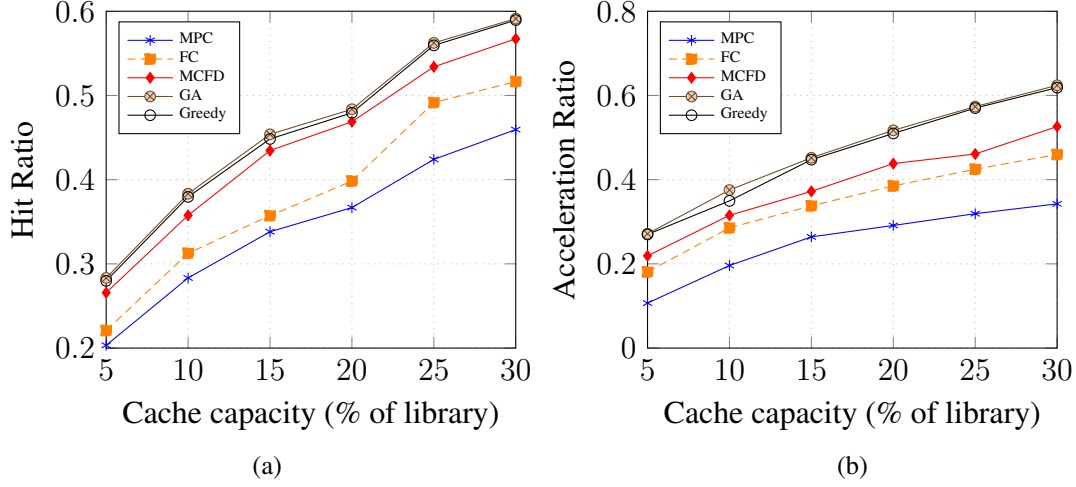 0.6
0.5
0.4
0.3
0.2
Hit Ratio
MPC
FC
MCFD
GA
Greedy
5 10 15 20 25 30
Cache capacity (% of library)
(a)
0.8
0.6
0.4
0.2
0
Acceleration Ratio
MPC
FC
MCFD
GA
Greedy
5 10 15 20 25 30
Cache capacity (% of library)
(b)